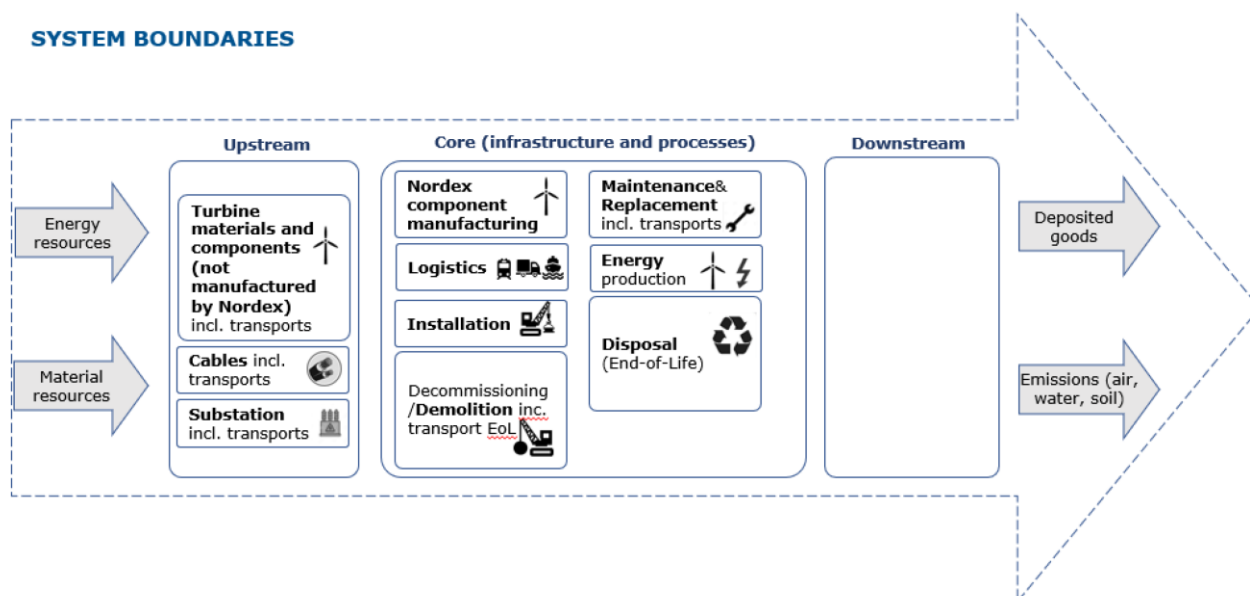 SYSTEM BOUNDARIES
Energy
resources
Material
resources
Upstream
Turbine
materials and
components
(not
manufactured
by Nordex)
incl. transports
Cables incl.
transports
Substation
incl. transports
Core (infrastructure and processes)
Nordex
component
manufacturing
Logistics
Installation
Decommissioning
/Demolition inc.
transport EoL
Maintenance&
Replacement
incl. transports
Energy
production
Disposal
(End-of-Life)
Downstream
Deposited
goods
Emissions (air,
water, soil)